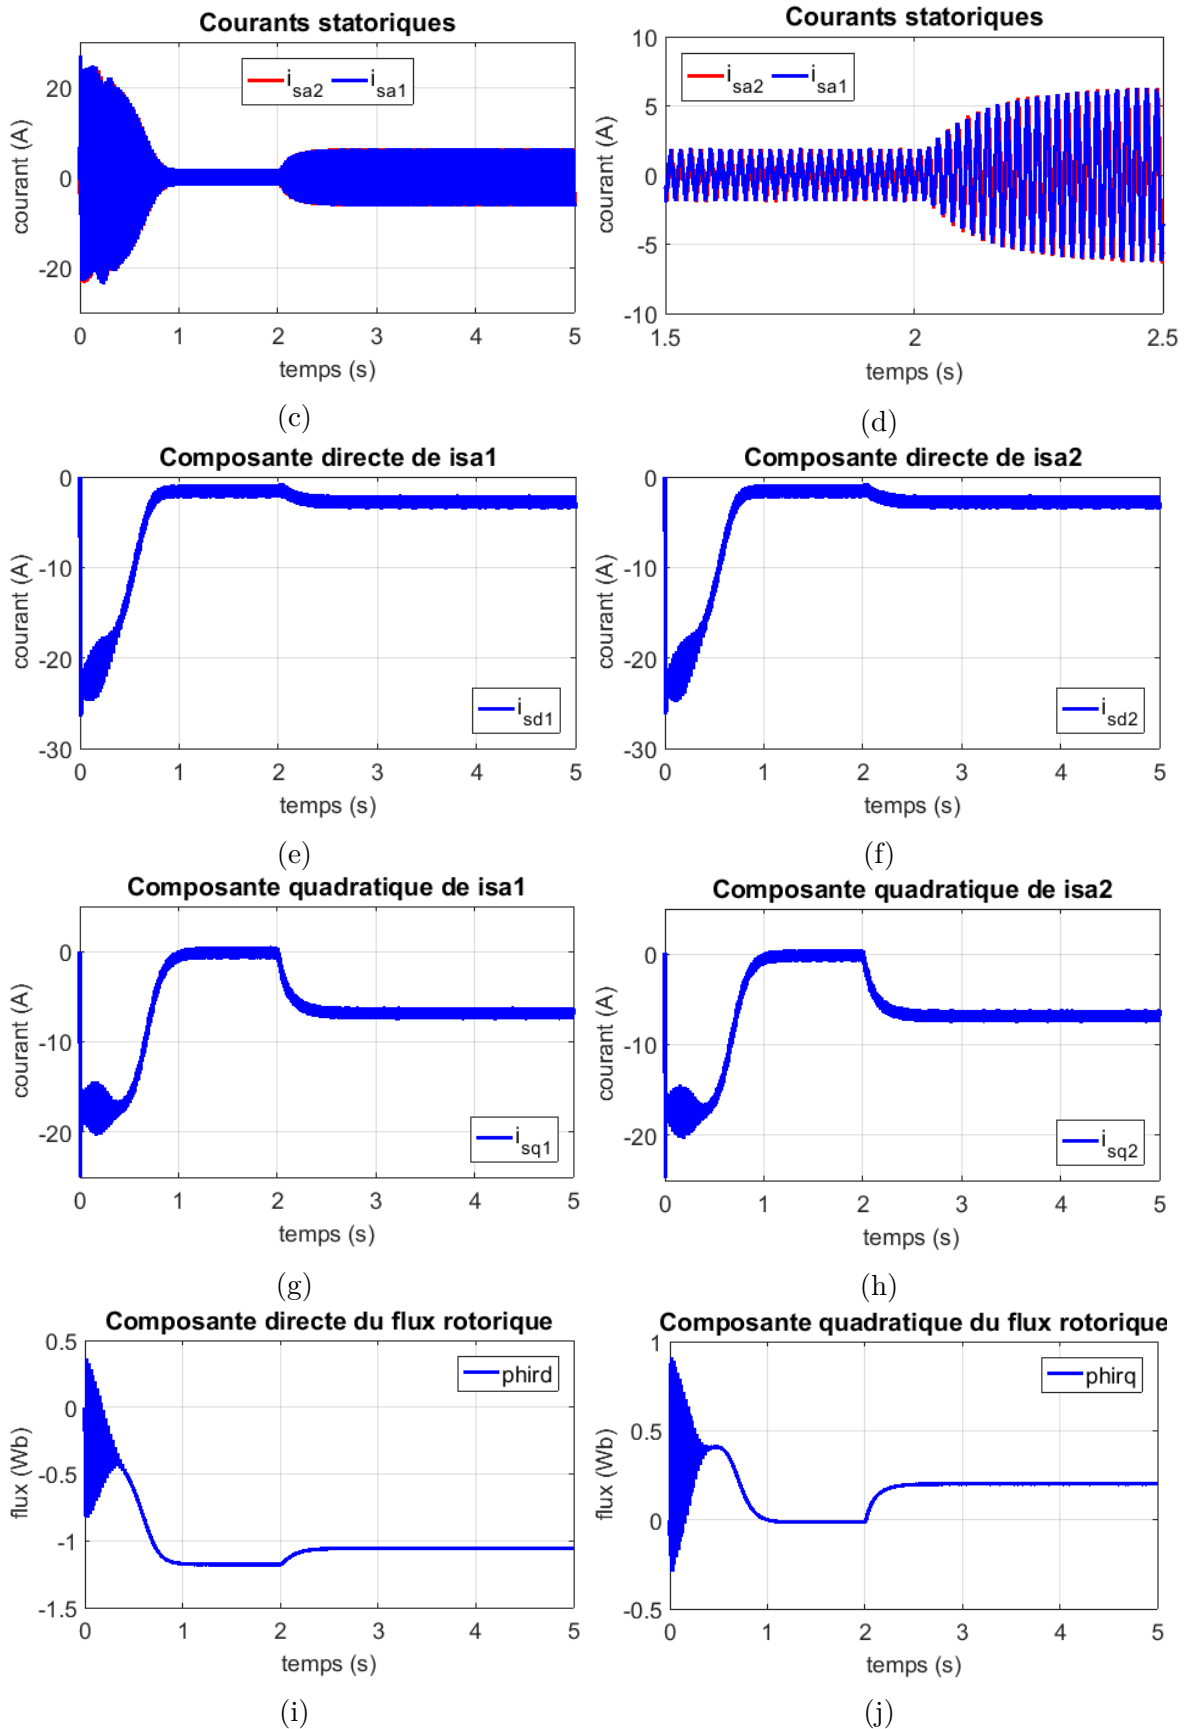 Courants statoriques
courant (A)
20
0
-20
i_sa2 i_sa1
0 1 2 3 4 5
temps (s)
(c)
Courants statoriques
courant (A)
10
5
0
-5
-10
i_sa2 i_sa1
1.5 2 2.5
temps (s)
(d)
Composante directe de isa1
courant (A)
0
-10
-20
-30
i_sd1
0 1 2 3 4 5
temps (s)
(e)
Composante directe de isa2
courant (A)
0
-10
-20
-30
i_sd2
0 1 2 3 4 5
temps (s)
(f)
Composante quadratique de isa1
courant (A)
0
-10
-20
i_sq1
0 1 2 3 4 5
temps (s)
(g)
Composante quadratique de isa2
courant (A)
0
-10
-20
i_sq2
0 1 2 3 4 5
temps (s)
(h)
Composante directe du flux rotorique
flux (Wb)
0.5
0
-0.5
-1
-1.5
phird
0 1 2 3 4 5
temps (s)
(i)
Composante quadratique du flux rotorique
flux (Wb)
1
0.5
0
-0.5
phirq
0 1 2 3 4 5
temps (s)
(j)